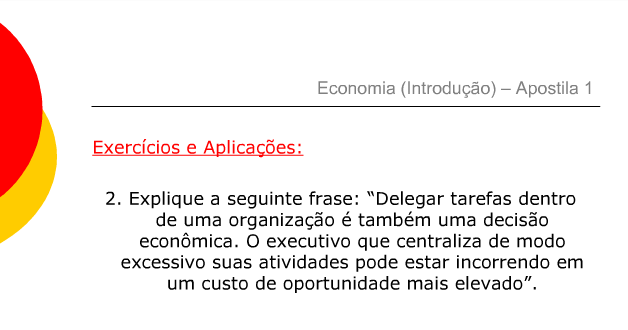 Economia (Introdução) – Apostila 1
Exercícios e Aplicações:
2. Explique a seguinte frase: “Delegar tarefas dentro
de uma organização é também uma decisão
econômica. O executivo que centraliza de modo
excessivo suas atividades pode estar incorrendo em
um custo de oportunidade mais elevado”.